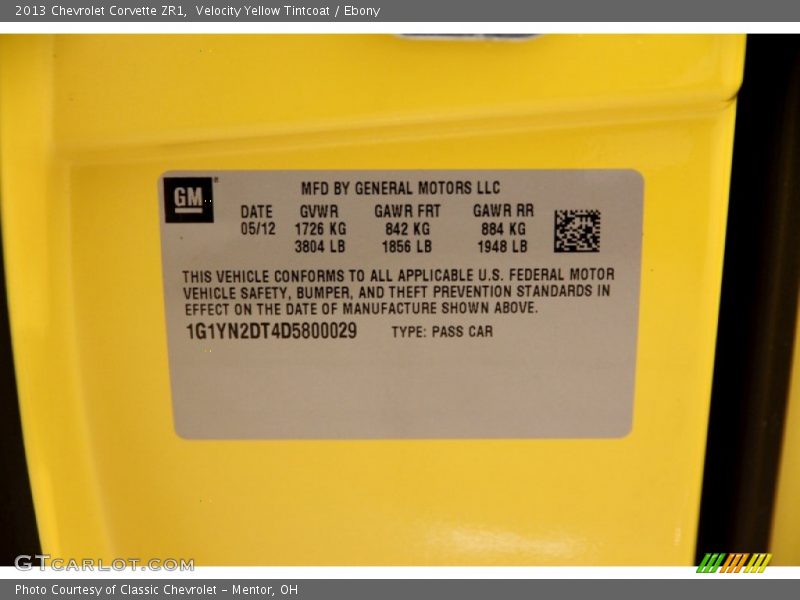 2013 Chevrolet Corvette ZR1, Velocity Yellow Tintcoat / Ebony
GM
MFD BY GENERAL MOTORS LLC
DATE GVWR GAWR FRT GAWR RR
05/12 1726 KG 842 KG 884 KG
3804 LB 1856 LB 1948 LB
THIS VEHICLE CONFORMS TO ALL APPLICABLE U.S. FEDERAL MOTOR
VEHICLE SAFETY, BUMPER, AND THEFT PREVENTION STANDARDS IN
EFFECT ON THE DATE OF MANUFACTURE SHOWN ABOVE.
1G1YN2DT4D5800029 TYPE: PASS CAR
GTCARLOT.COM
Photo Courtesy of Classic Chevrolet - Mentor, OH